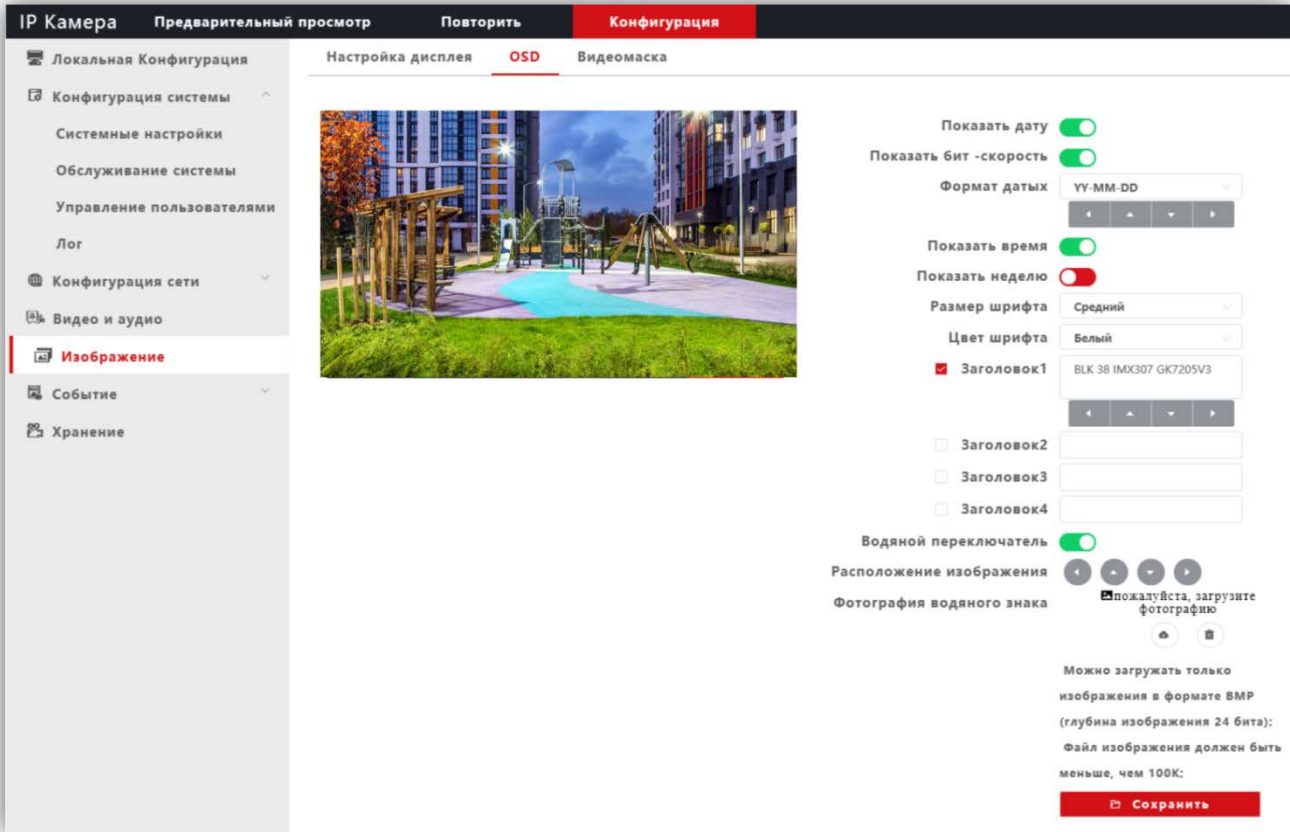 IP Камера Предварительный просмотр Повторить Конфигурация
Локальная Конфигурация
Конфигурация системы
Системные настройки
Обслуживание системы
Управление пользователями
Лог
Конфигурация сети
Видео и аудио
Изображение
Событие
Хранение
Настройка дисплея OSD Видеомаска
Показать дату
Показать бит -скорость
Формат датых YY-MM-DD
Показать время
Показать неделю
Размер шрифта Средний
Цвет шрифта Белый
Заголовок1 BLK 38 IMX307 GK7205V3
Заголовок2
Заголовок3
Заголовок4
Водяной переключатель
Расположение изображения
Фотография водяного знака пожалуйста, загрузите
фотографию
Можно загружать только
изображения в формате BMP
(глубина изображения 24 бита);
Файл изображения должен быть
меньше, чем 100К;
Сохранить